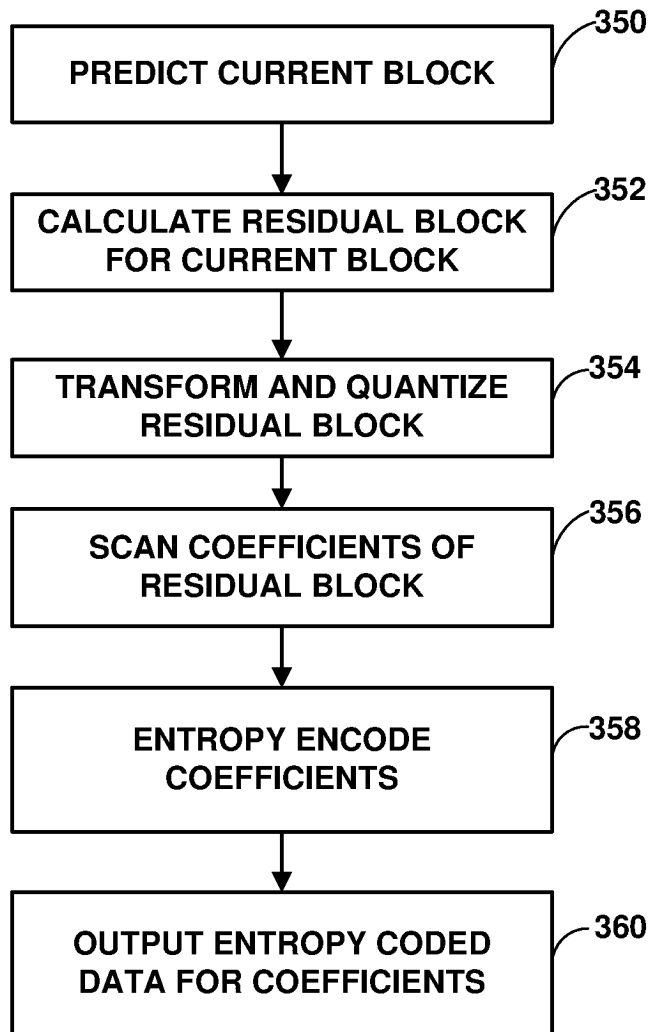 350
PREDICT CURRENT BLOCK
352
CALCULATE RESIDUAL BLOCK
FOR CURRENT BLOCK
354
TRANSFORM AND QUANTIZE
RESIDUAL BLOCK
356
SCAN COEFFICIENTS OF
RESIDUAL BLOCK
358
ENTROPY ENCODE
COEFFICIENTS
360
OUTPUT ENTROPY CODED
DATA FOR COEFFICIENTS